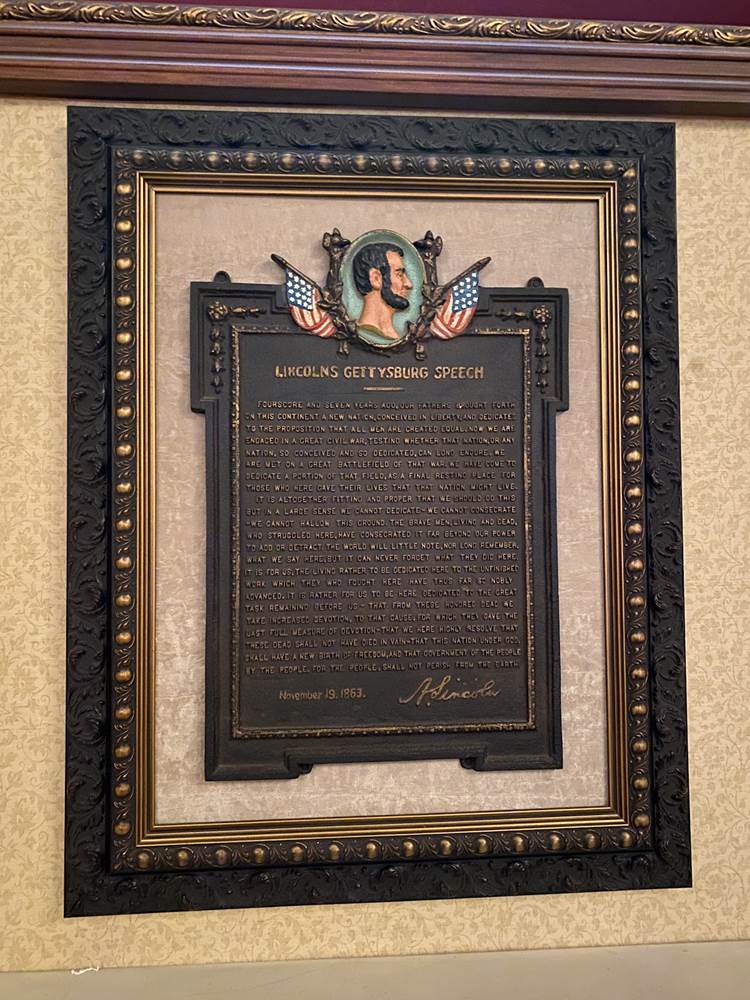 LINCOLNS GETTYSBURG SPEECH
FOURSCORE AND SEVEN YEARS AGO, OUR FATHERS BROUGHT FORTH
ON THIS CONTINENT A NEW NATION, CONCEIVED IN LIBERTY, AND DEDICATED
TO THE PROPOSITION THAT ALL MEN ARE CREATED EQUAL. NOW WE ARE
ENGAGED IN A GREAT CIVIL WAR, TESTING WHETHER THAT NATION, OR ANY
NATION, SO CONCEIVED AND SO DEDICATED, CAN LONG ENDURE. WE
ARE MET ON A GREAT BATTLEFIELD OF THAT WAR. WE HAVE COME TO
DEDICATE A PORTION OF THAT FIELD, AS A FINAL RESTING PLACE FOR
THOSE WHO HERE GAVE THEIR LIVES THAT THAT NATION MIGHT LIVE.
IT IS ALTOGETHER FITTING AND PROPER THAT WE SHOULD DO THIS
BUT IN A LARGE SENSE WE CANNOT DEDICATE-WE CANNOT CONSECRATE
-WE CANNOT HALLOW THIS GROUND. THE BRAVE MEN, LIVING AND DEAD,
WHO STRUGGLED HERE, HAVE CONSECRATED IT FAR BEYOND OUR POWER
TO ADD OR DETRACT. THE WORLD WILL LITTLE NOTE, NOR LONG REMEMBER,
WHAT WE SAY HERE, BUT IT CAN NEVER FORGET WHAT THEY DID HERE.
IT IS FOR US, THE LIVING RATHER TO BE DEDICATED HERE TO THE UNFINISHED
WORK WHICH THEY WHO FOUGHT HERE HAVE THUS FAR SO NOBLY
ADVANCED. IT IS RATHER FOR US TO BE HERE DEDICATED TO THE GREAT
TASK REMAINING BEFORE US - THAT FROM THESE HONORED DEAD WE
TAKE INCREASED DEVOTION, TO THAT CAUSE, FOR WHICH THEY GAVE THE
LAST FULL MEASURE OF DEVOTION-THAT WE HERE HIGHLY RESOLVE THAT
THESE DEAD SHALL NOT HAVE DIED IN VAIN-THAT THIS NATION UNDER GOD,
SHALL HAVE A NEW BIRTH OF FREEDOM, AND THAT GOVERNMENT OF THE PEOPLE
BY THE PEOPLE, FOR THE PEOPLE, SHALL NOT PERISH FROM THE EARTH
November 19, 1863. A. Lincoln